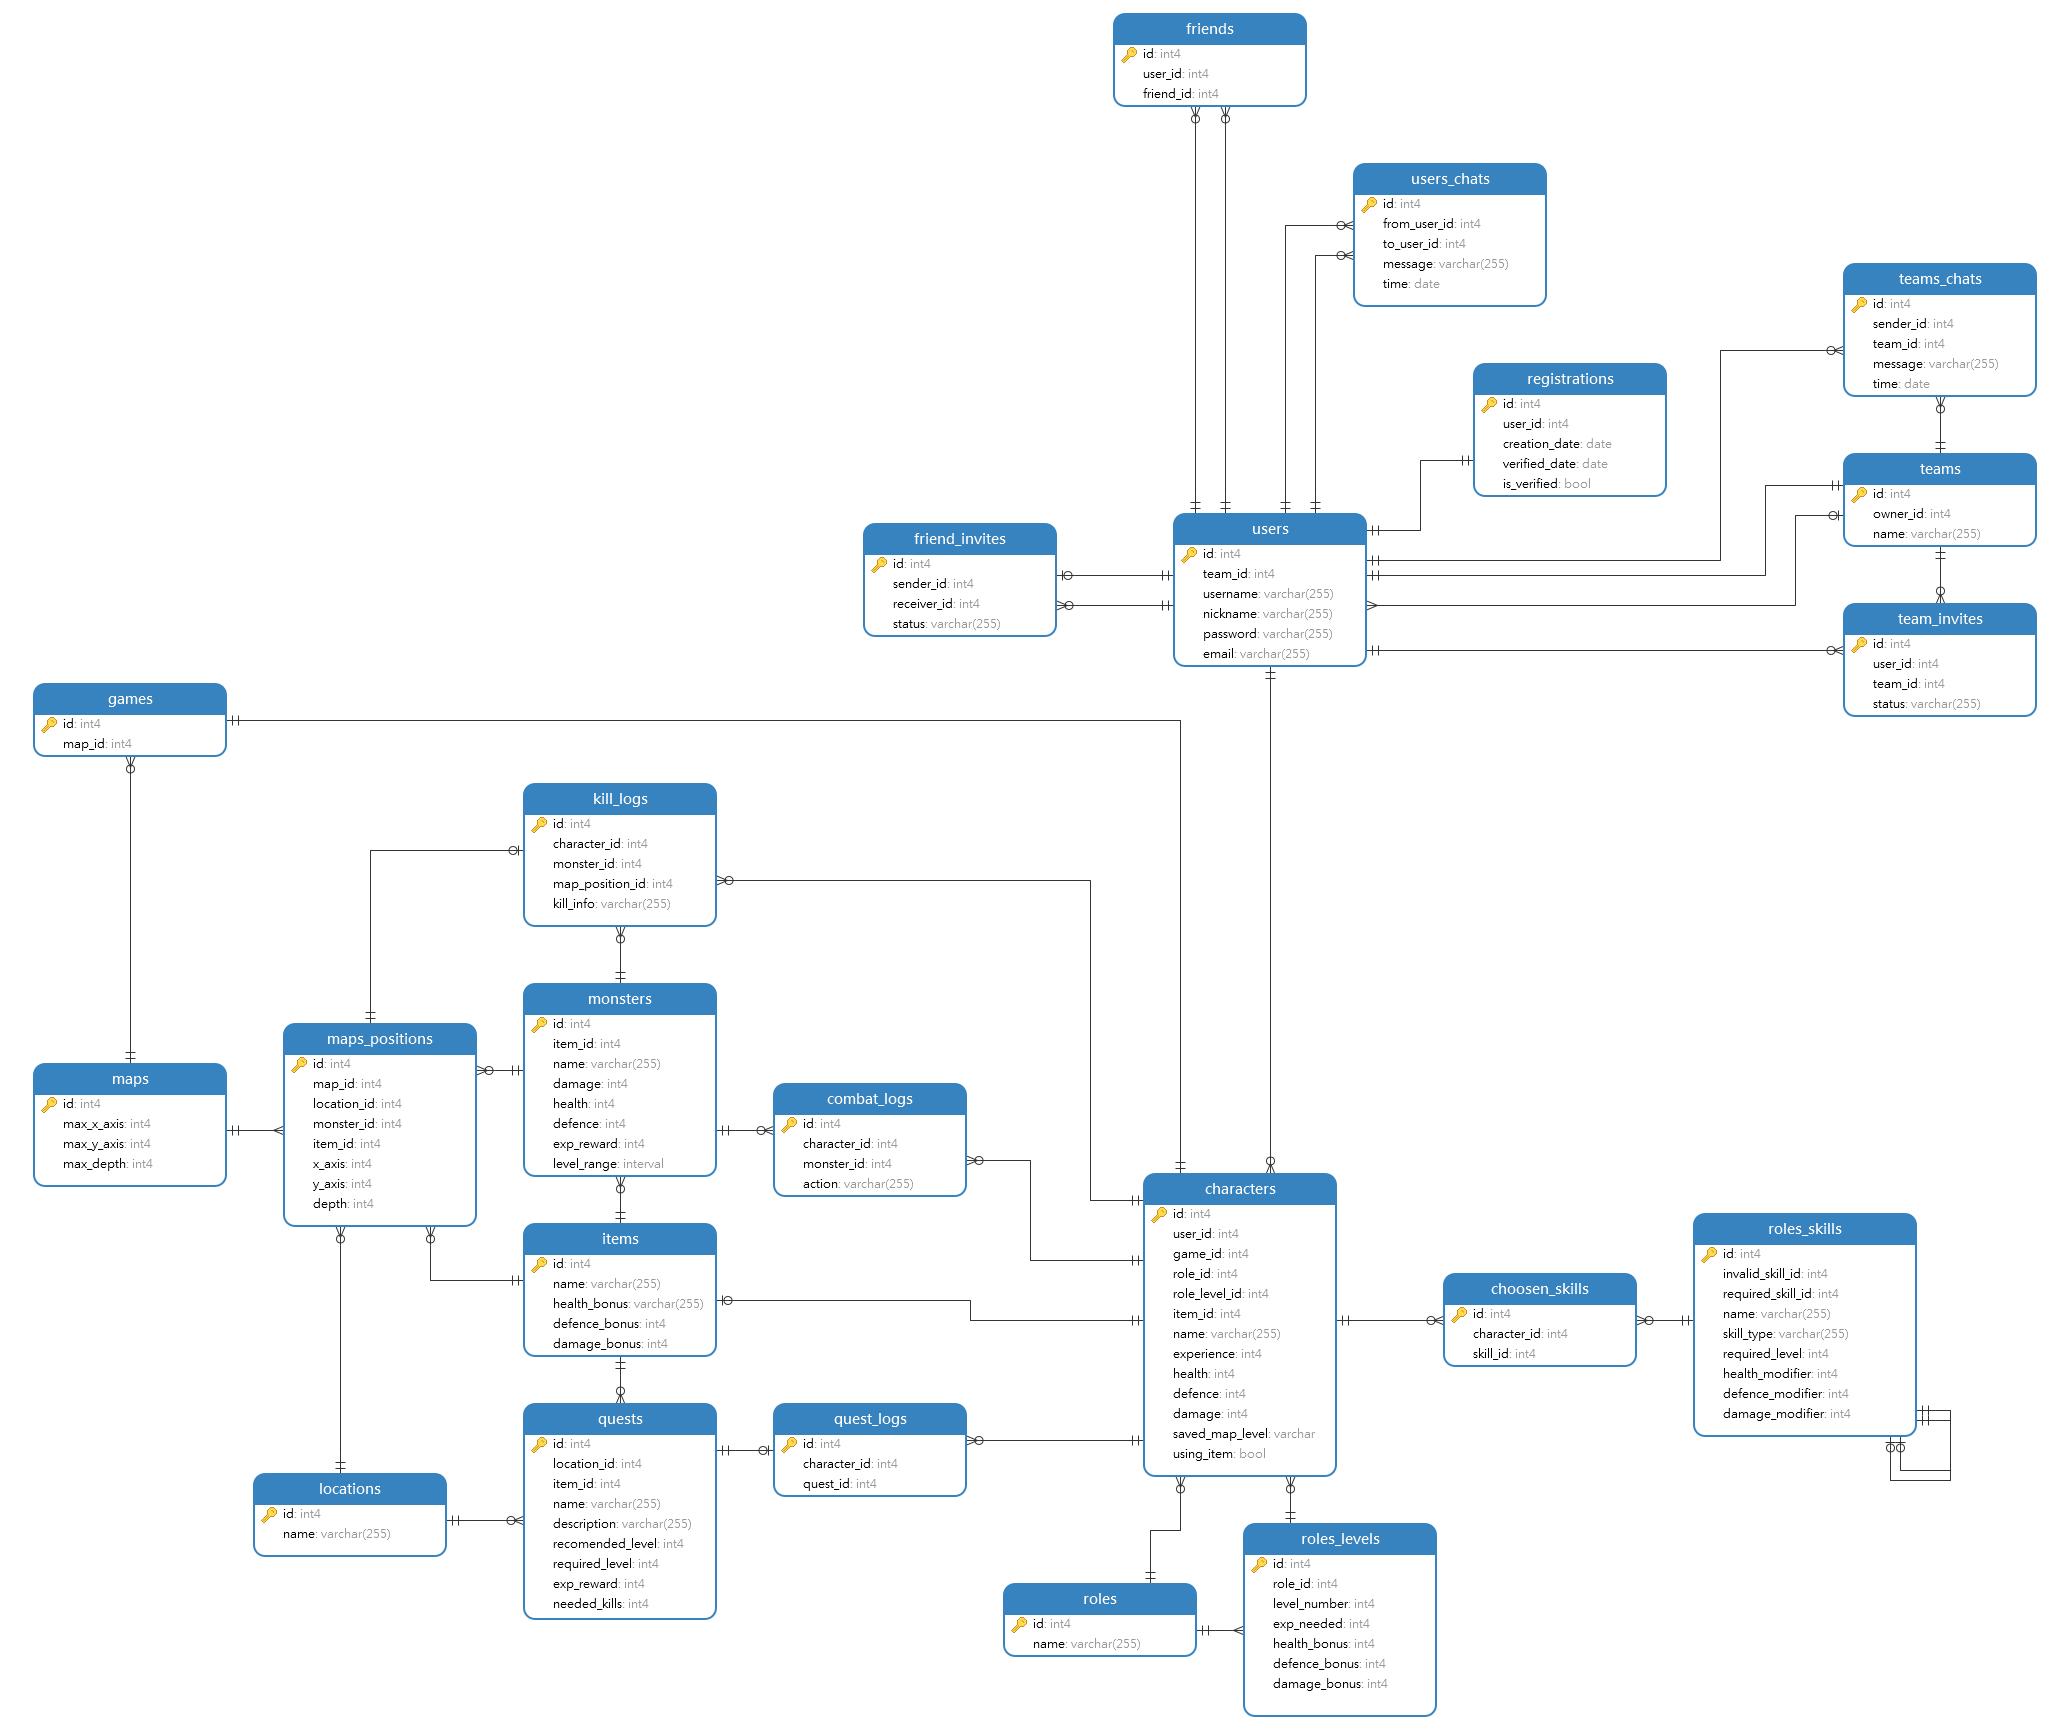 friends
id: int4
user_id: int4
friend_id: int4
users_chats
id: int4
from_user_id: int4
to_user_id: int4
message: varchar(255)
time: date
teams_chats
id: int4
sender_id: int4
team_id: int4
message: varchar(255)
time: date
registrations
id: int4
user_id: int4
creation_date: date
verified_date: date
is_verified: bool
teams
id: int4
owner_id: int4
name: varchar(255)
friend_invites
id: int4
sender_id: int4
receiver_id: int4
status: varchar(255)
users
id: int4
team_id: int4
username: varchar(255)
nickname: varchar(255)
password: varchar(255)
email: varchar(255)
team_invites
id: int4
user_id: int4
team_id: int4
status: varchar(255)
games
id: int4
map_id: int4
kill_logs
id: int4
character_id: int4
monster_id: int4
map_position_id: int4
kill_info: varchar(255)
monsters
id: int4
item_id: int4
name: varchar(255)
damage: int4
health: int4
defence: int4
exp_reward: int4
level_range: interval
maps_positions
id: int4
map_id: int4
location_id: int4
monster_id: int4
item_id: int4
x_axis: int4
y_axis: int4
depth: int4
maps
id: int4
max_x_axis: int4
max_y_axis: int4
max_depth: int4
combat_logs
id: int4
character_id: int4
monster_id: int4
action: varchar(255)
characters
id: int4
user_id: int4
game_id: int4
role_id: int4
role_level_id: int4
item_id: int4
name: varchar(255)
experience: int4
health: int4
defence: int4
damage: int4
saved_map_level: varchar
using_item: bool
items
id: int4
name: varchar(255)
health_bonus: varchar(255)
defence_bonus: int4
damage_bonus: int4
roles_skills
id: int4
invalid_skill_id: int4
required_skill_id: int4
name: varchar(255)
skill_type: varchar(255)
required_level: int4
health_modifier: int4
defence_modifier: int4
damage_modifier: int4
choosen_skills
id: int4
character_id: int4
skill_id: int4
quests
id: int4
location_id: int4
item_id: int4
name: varchar(255)
description: varchar(255)
recomended_level: int4
required_level: int4
exp_reward: int4
needed_kills: int4
quest_logs
id: int4
character_id: int4
quest_id: int4
locations
id: int4
name: varchar(255)
roles_levels
id: int4
role_id: int4
level_number: int4
exp_needed: int4
health_bonus: int4
defence_bonus: int4
damage_bonus: int4
roles
id: int4
name: varchar(255)